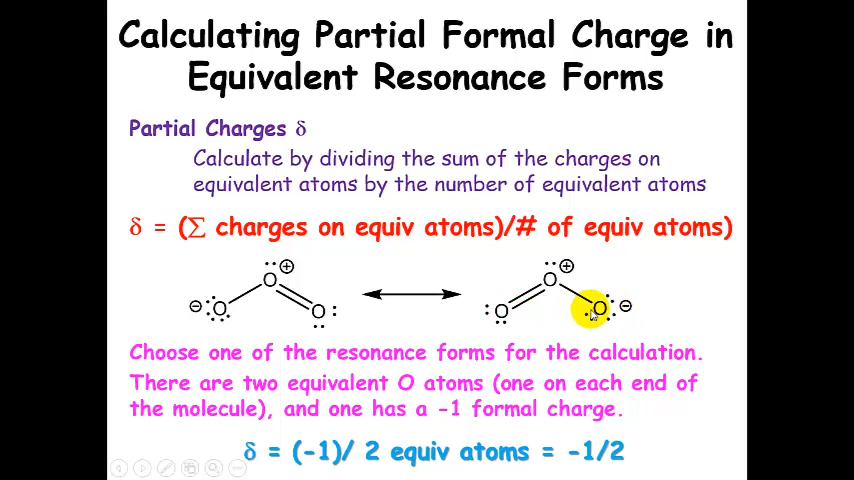 Calculating Partial Formal Charge in
Equivalent Resonance Forms
Partial Charges δ
Calculate by dividing the sum of the charges on
equivalent atoms by the number of equivalent atoms
δ = (∑ charges on equiv atoms)/# of equiv atoms)
⊕ ⊕
O O
⊖ O O O O ⊖
Choose one of the resonance forms for the calculation.
There are two equivalent O atoms (one on each end of
the molecule), and one has a -1 formal charge.
δ = (-1)/ 2 equiv atoms = -1/2